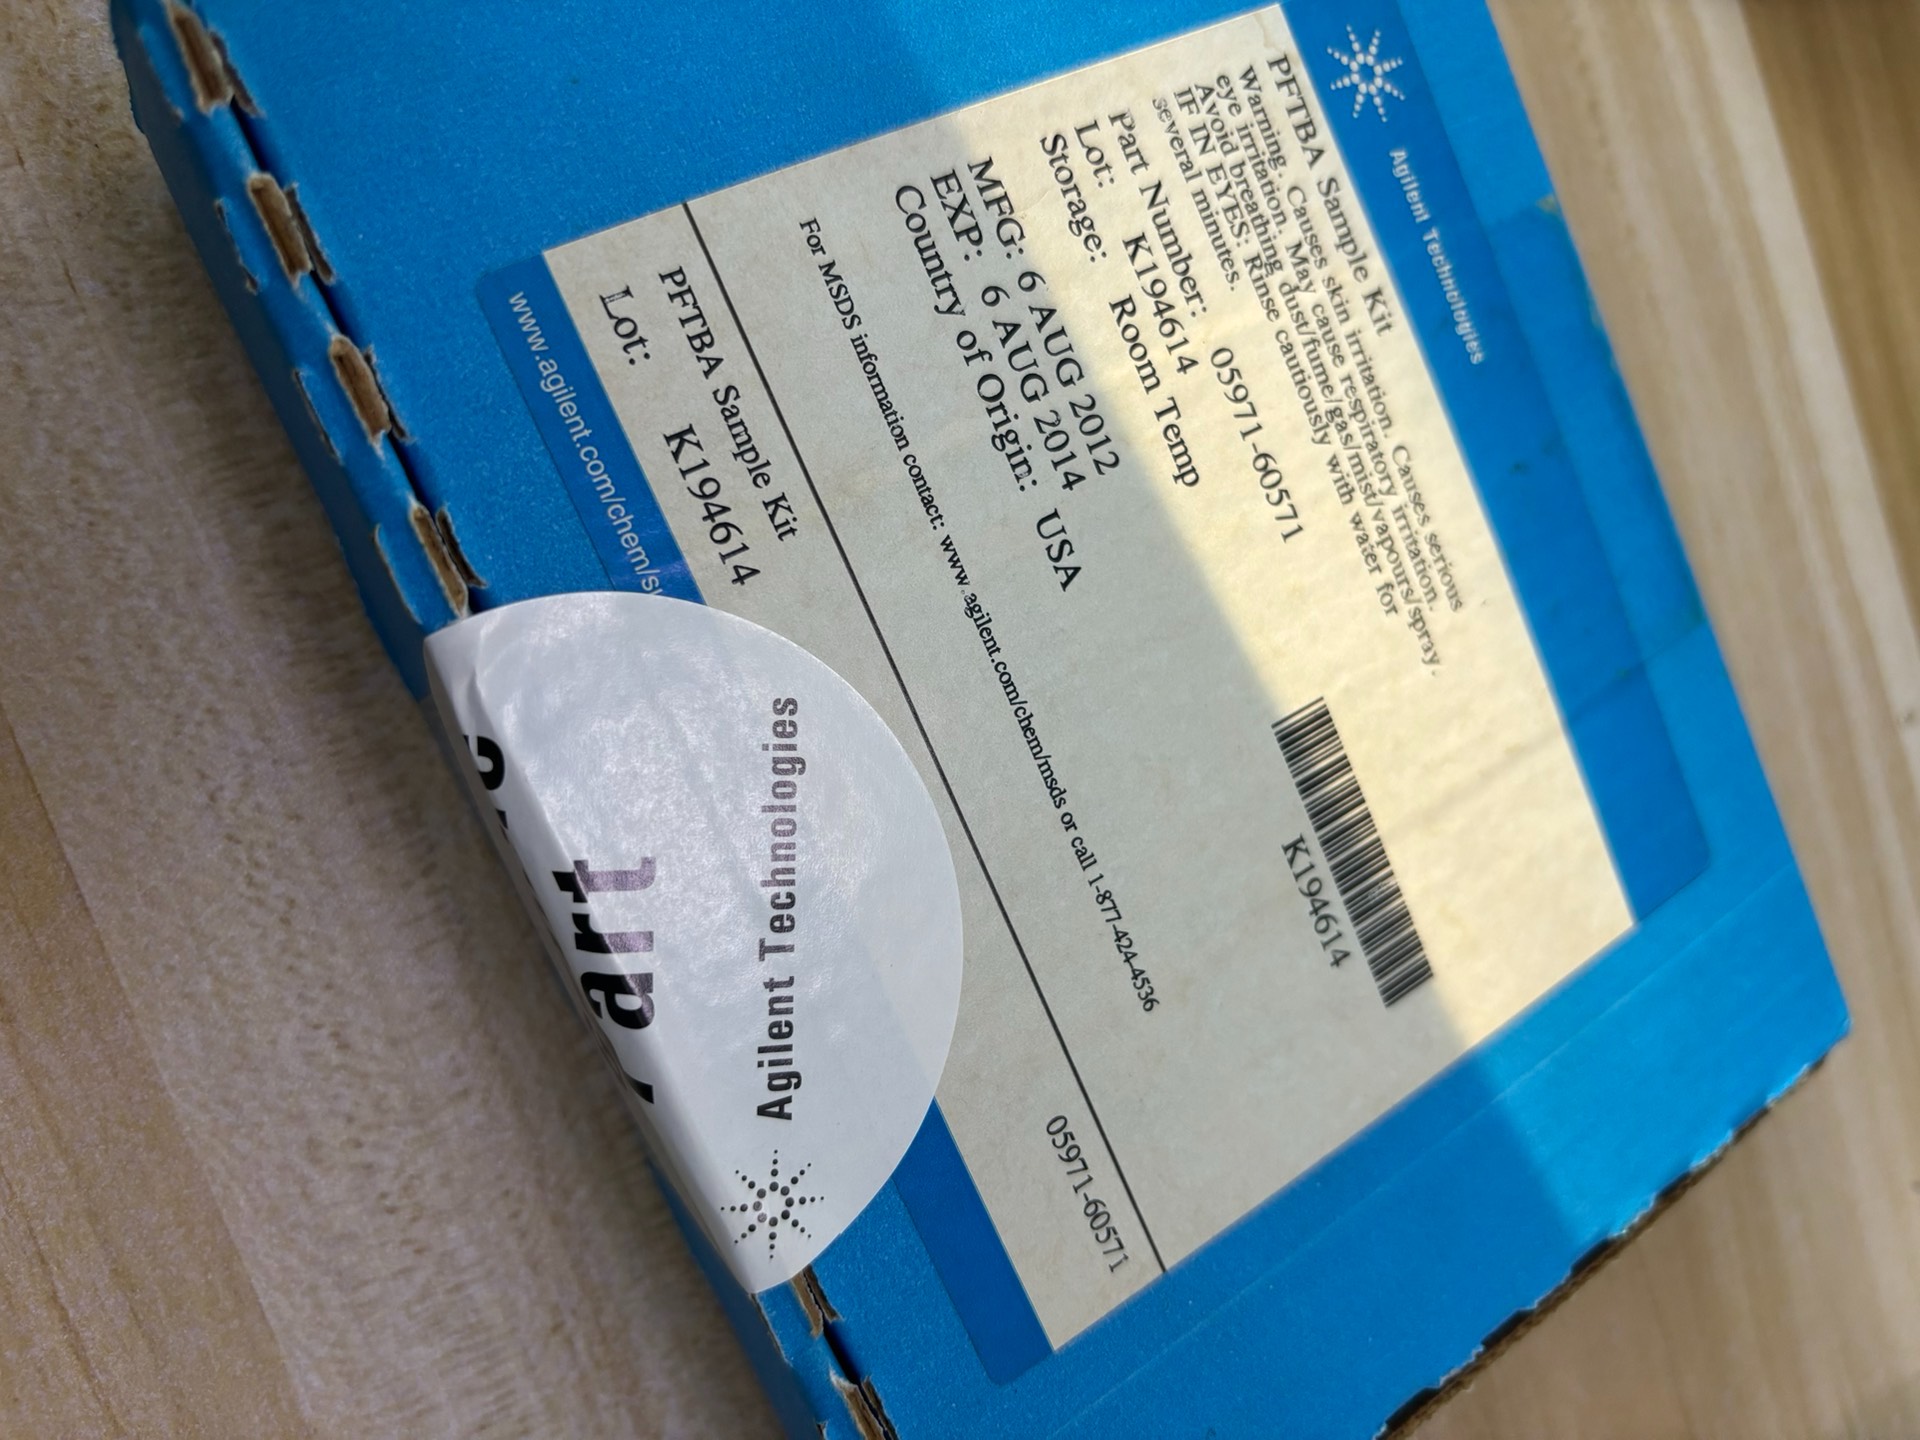 Agilent Technologies
PFTBA Sample Kit
Warning. Causes skin irritation. Causes serious
eye irritation. May cause respiratory irritation.
Avoid breathing dust/fume/gas/mist/vapours/spray.
IF IN EYES: Rinse cautiously with water for
several minutes.
Part Number: 05971-60571
Lot: K194614
Storage: Room Temp
K194614
MFG: 6 AUG 2012
EXP: 6 AUG 2014
Country of Origin: USA
For MSDS information contact: www.agilent.com/chem/msds or call 1-877-424-4536
PFTBA Sample Kit
05971-60571
Lot: K194614
www.agilent.com/chem/su
Agilent Technologies